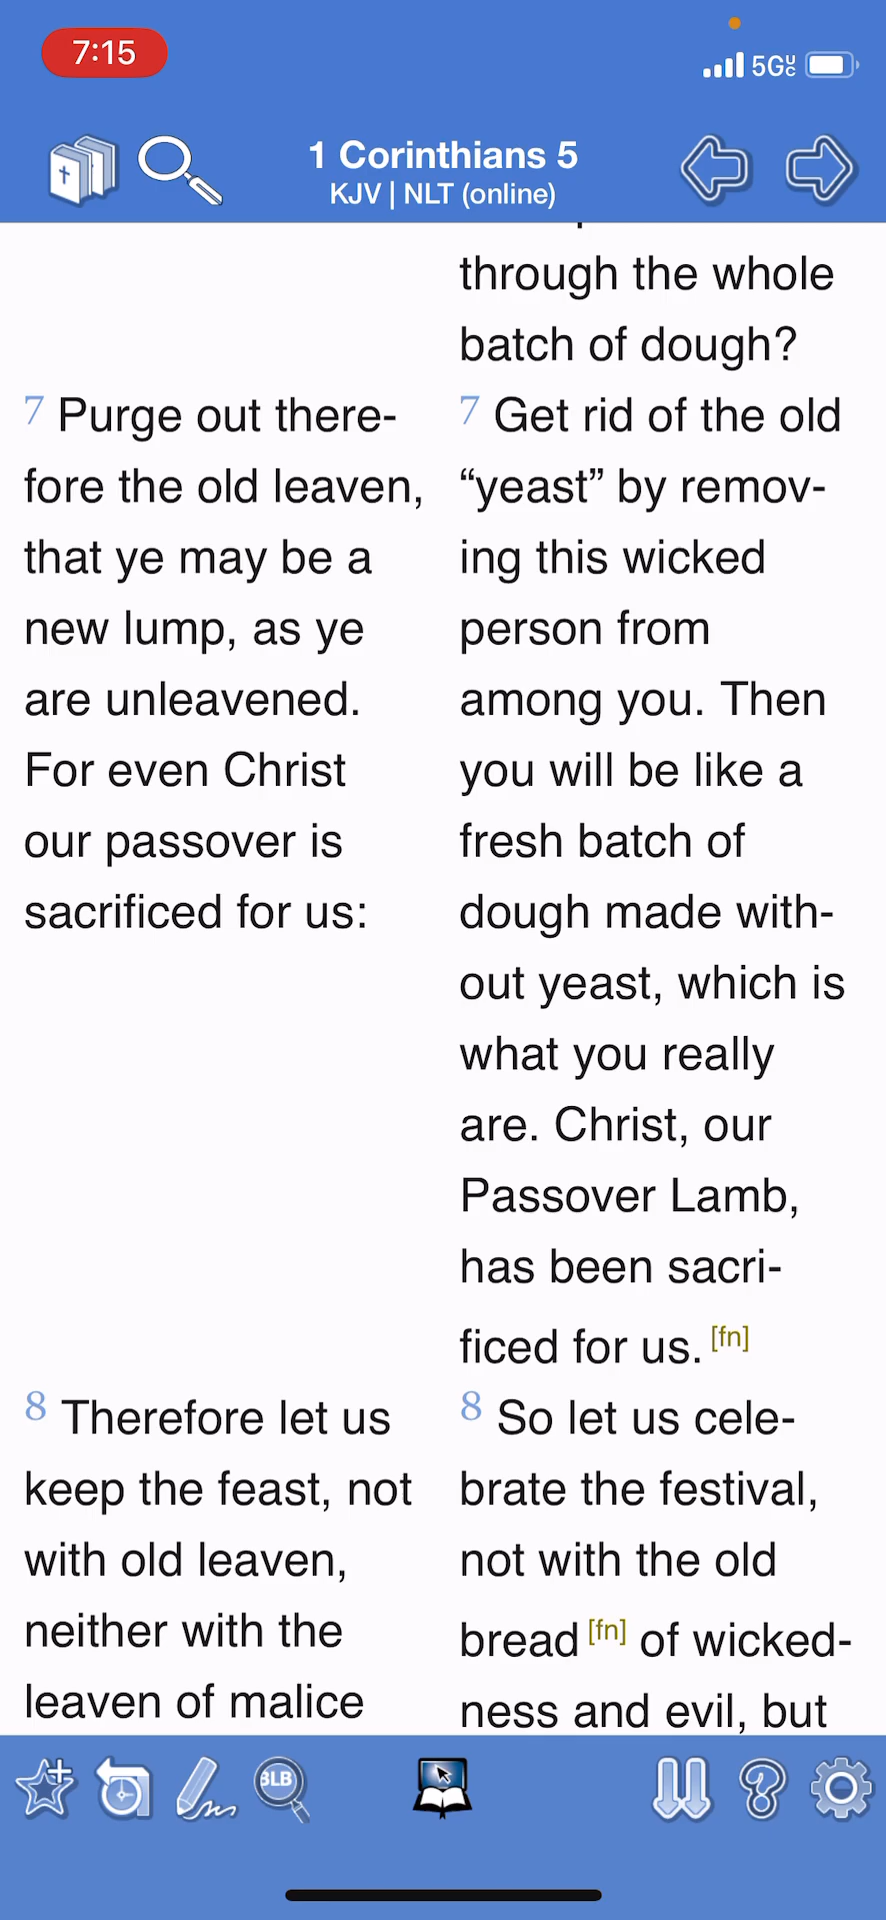 7:15
5G UC
1 Corinthians 5
KJV | NLT (online)
7 Purge out there-
fore the old leaven,
that ye may be a
new lump, as ye
are unleavened.
For even Christ
our passover is
sacrificed for us:
8 Therefore let us
keep the feast, not
with old leaven,
neither with the
leaven of malice
through the whole
batch of dough?
7 Get rid of the old
“yeast” by remov-
ing this wicked
person from
among you. Then
you will be like a
fresh batch of
dough made with-
out yeast, which is
what you really
are. Christ, our
Passover Lamb,
has been sacri-
ficed for us. [fn]
8 So let us cele-
brate the festival,
not with the old
bread [fn] of wicked-
ness and evil, but
BLB